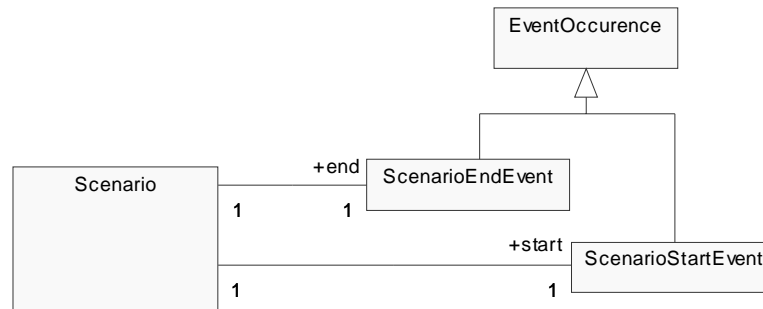 EventOccurence
+end
ScenarioEndEvent
Scenario
1
1
+start
ScenarioStartEvent
1
1